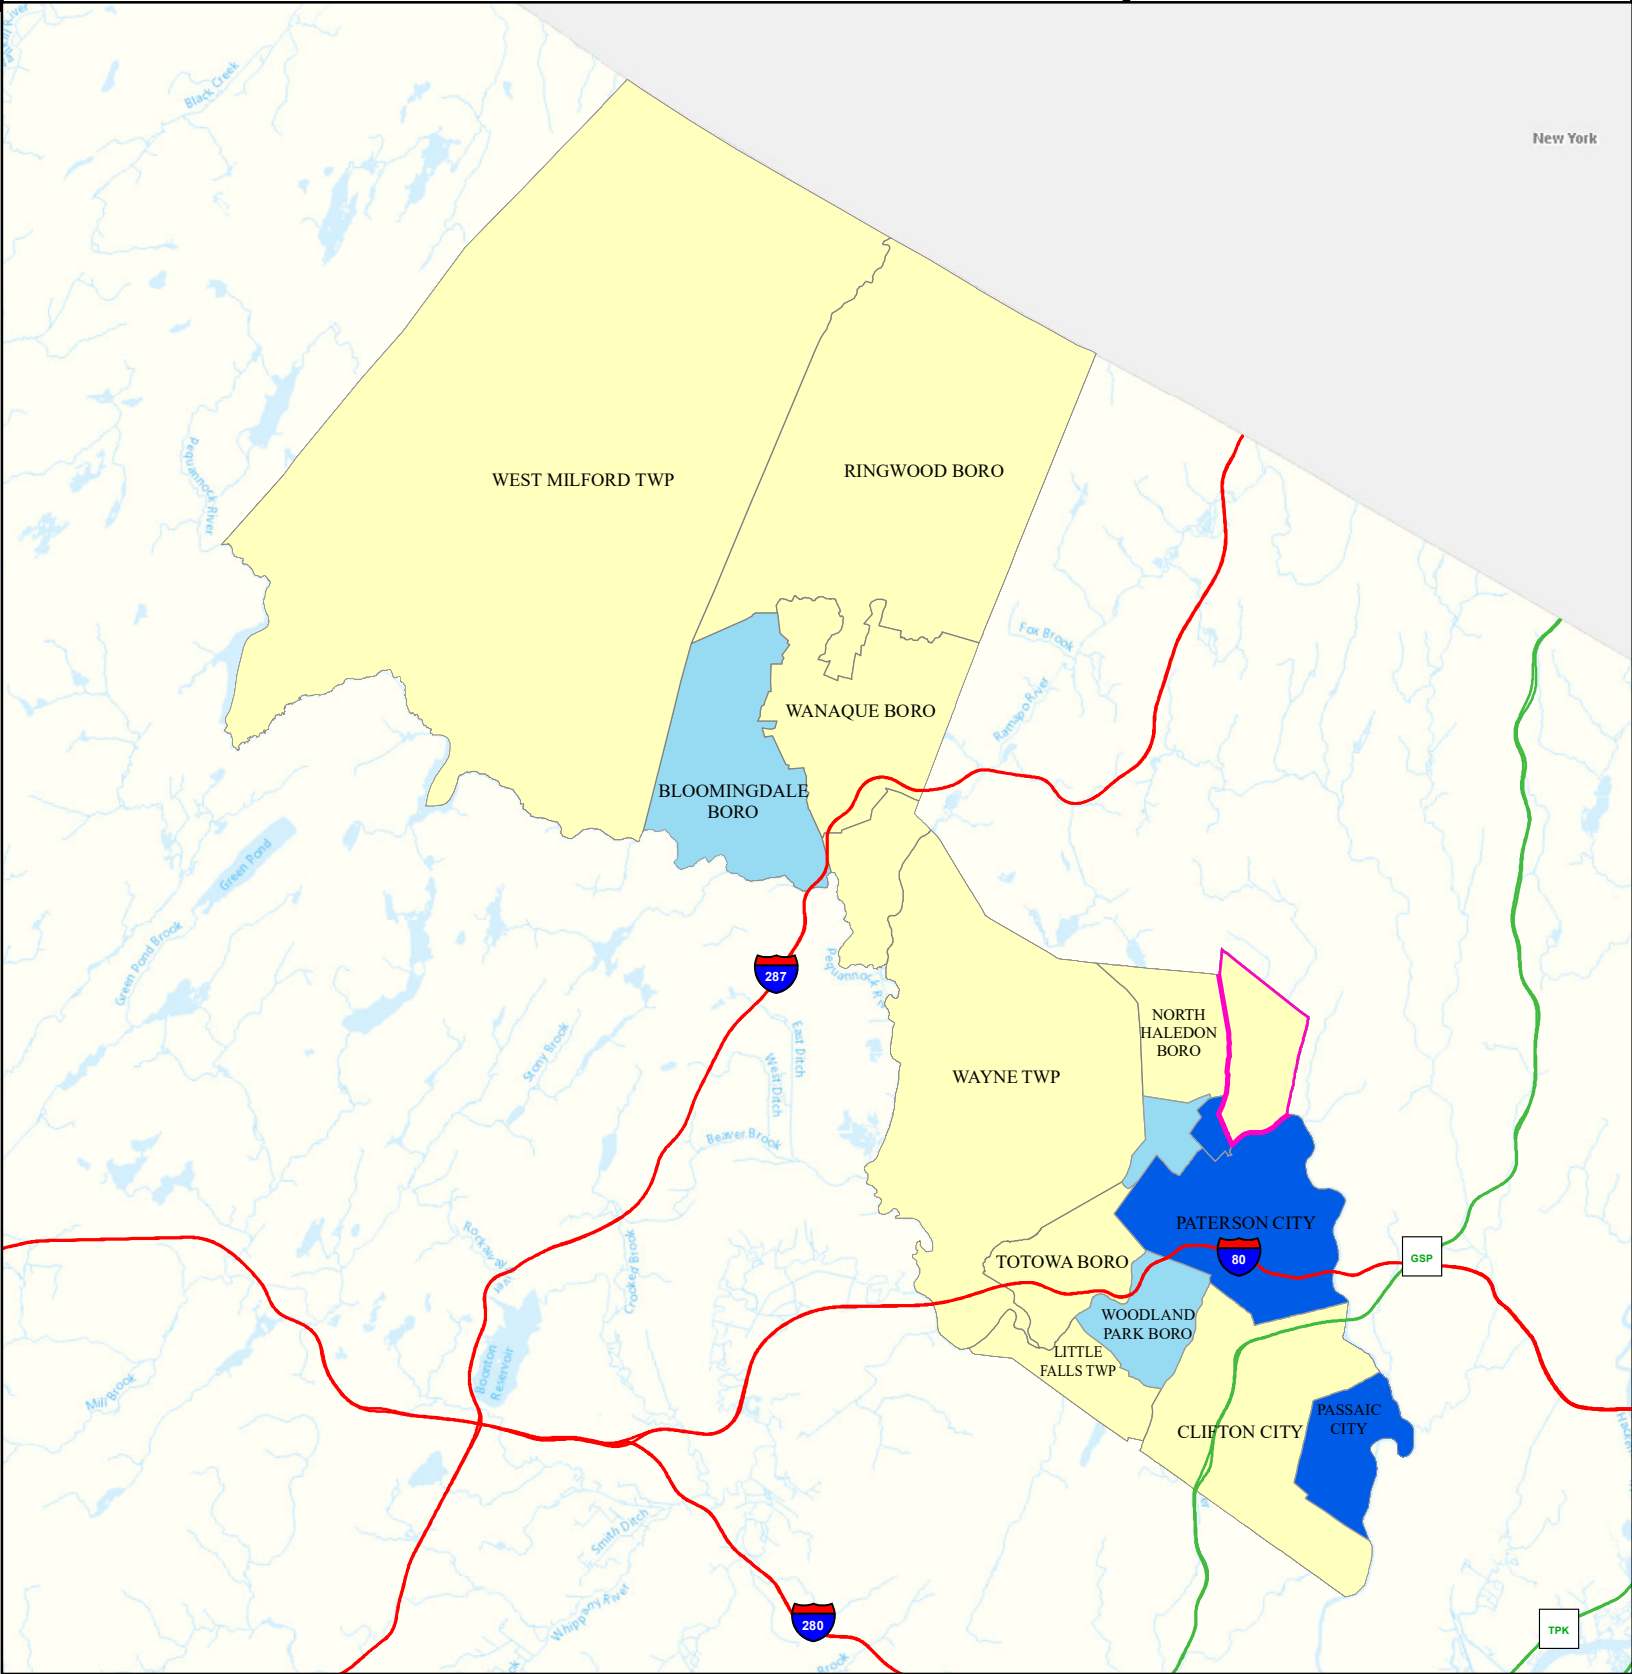 Black Creek
New York
Pequannock River
WEST MILFORD TWP
RINGWOOD BORO
Fox Brook
Ramapo River
WANAQUE BORO
BLOOMINGDALE
BORO
Green Pond
Green Pond Brook
287
Pequannock
Stony Brook
East Ditch
West Ditch
Beaver Brook
NORTH
HALEDON
BORO
WAYNE TWP
PATERSON CITY
Rockaway
Crooked Brook
TOTOWA BORO
80
GSP
WOODLAND
PARK BORO
LITTLE
FALLS TWP
Boonton
Reservoir
Mill Brook
CLIFTON CITY
PASSAIC
CITY
Smith Ditch
Whippany River
280
TPK
Brook